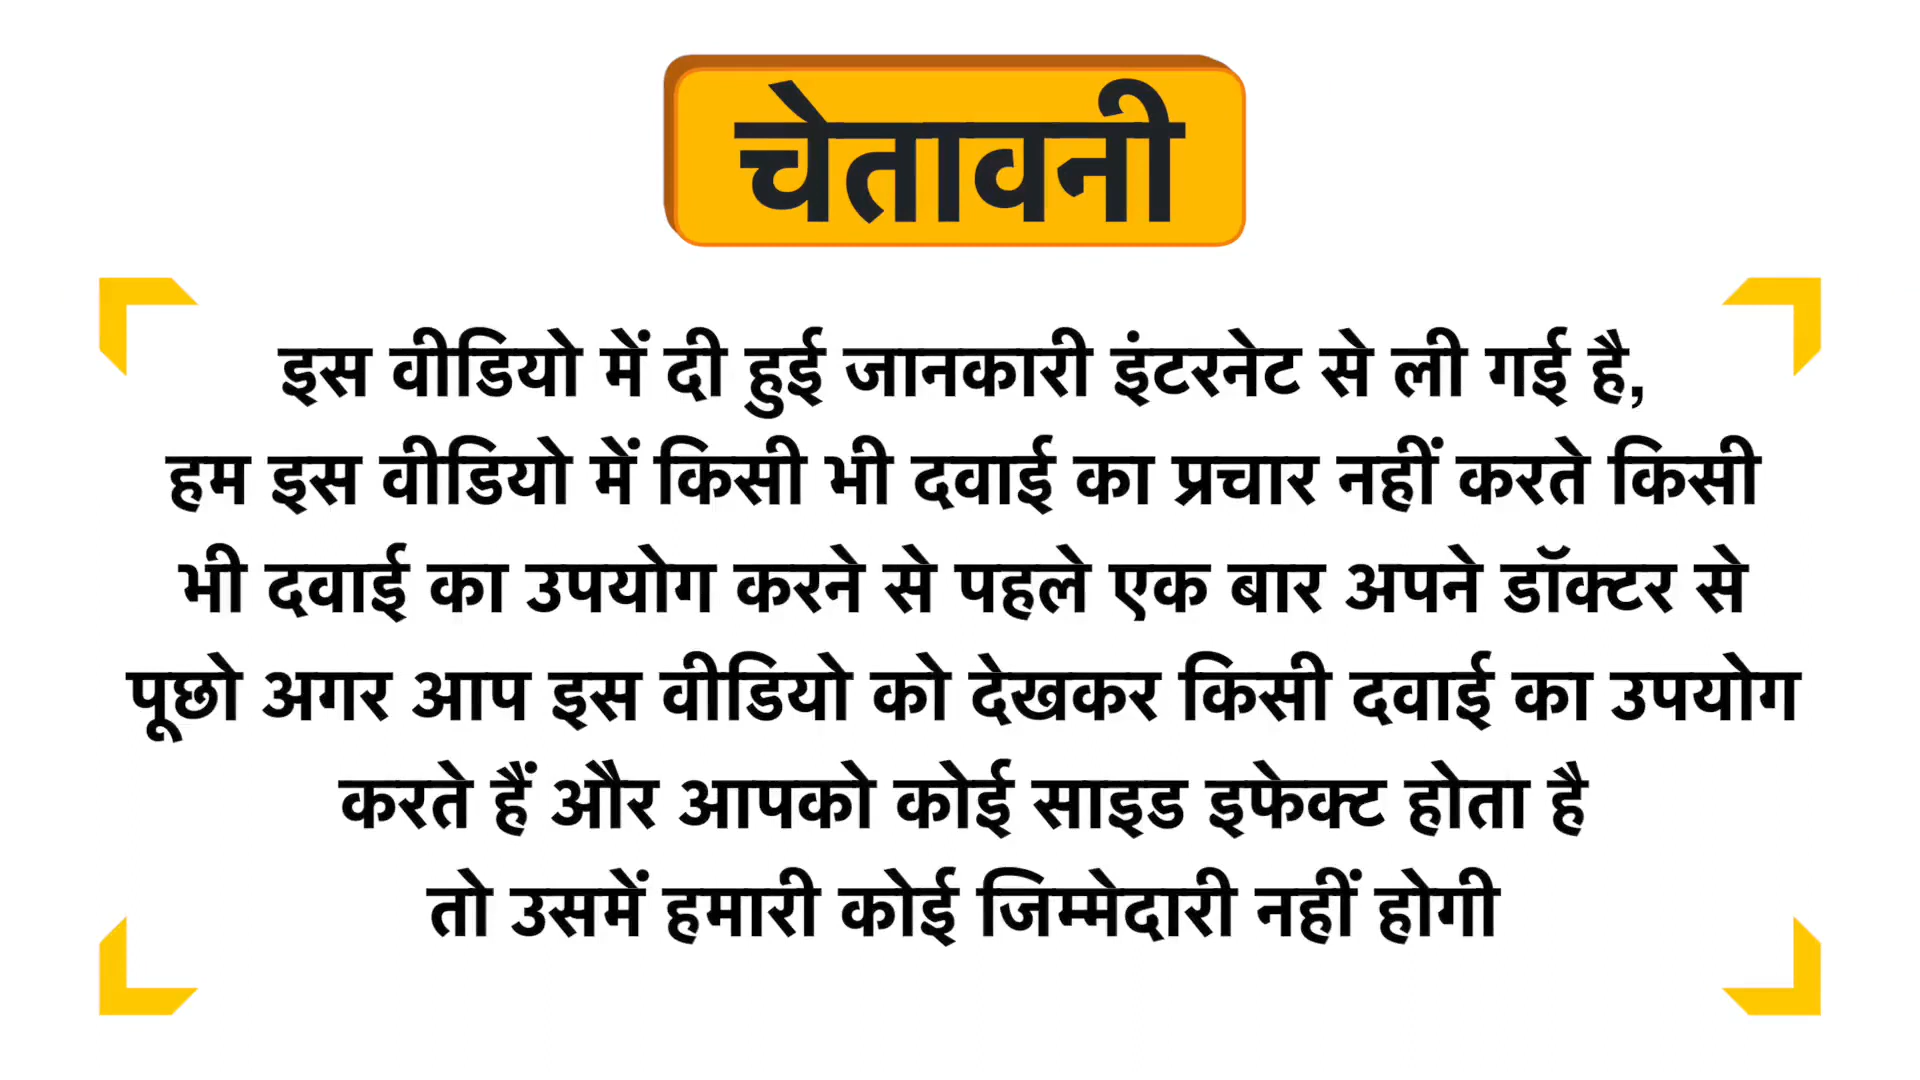 चेतावनी
इस वीडियो में दी हुई जानकारी इंटरनेट से ली गई है,
हम इस वीडियो में किसी भी दवाई का प्रचार नहीं करते किसी
भी दवाई का उपयोग करने से पहले एक बार अपने डॉक्टर से
पूछो अगर आप इस वीडियो को देखकर किसी दवाई का उपयोग
करते हैं और आपको कोई साइड इफेक्ट होता है
तो उसमें हमारी कोई जिम्मेदारी नहीं होगी